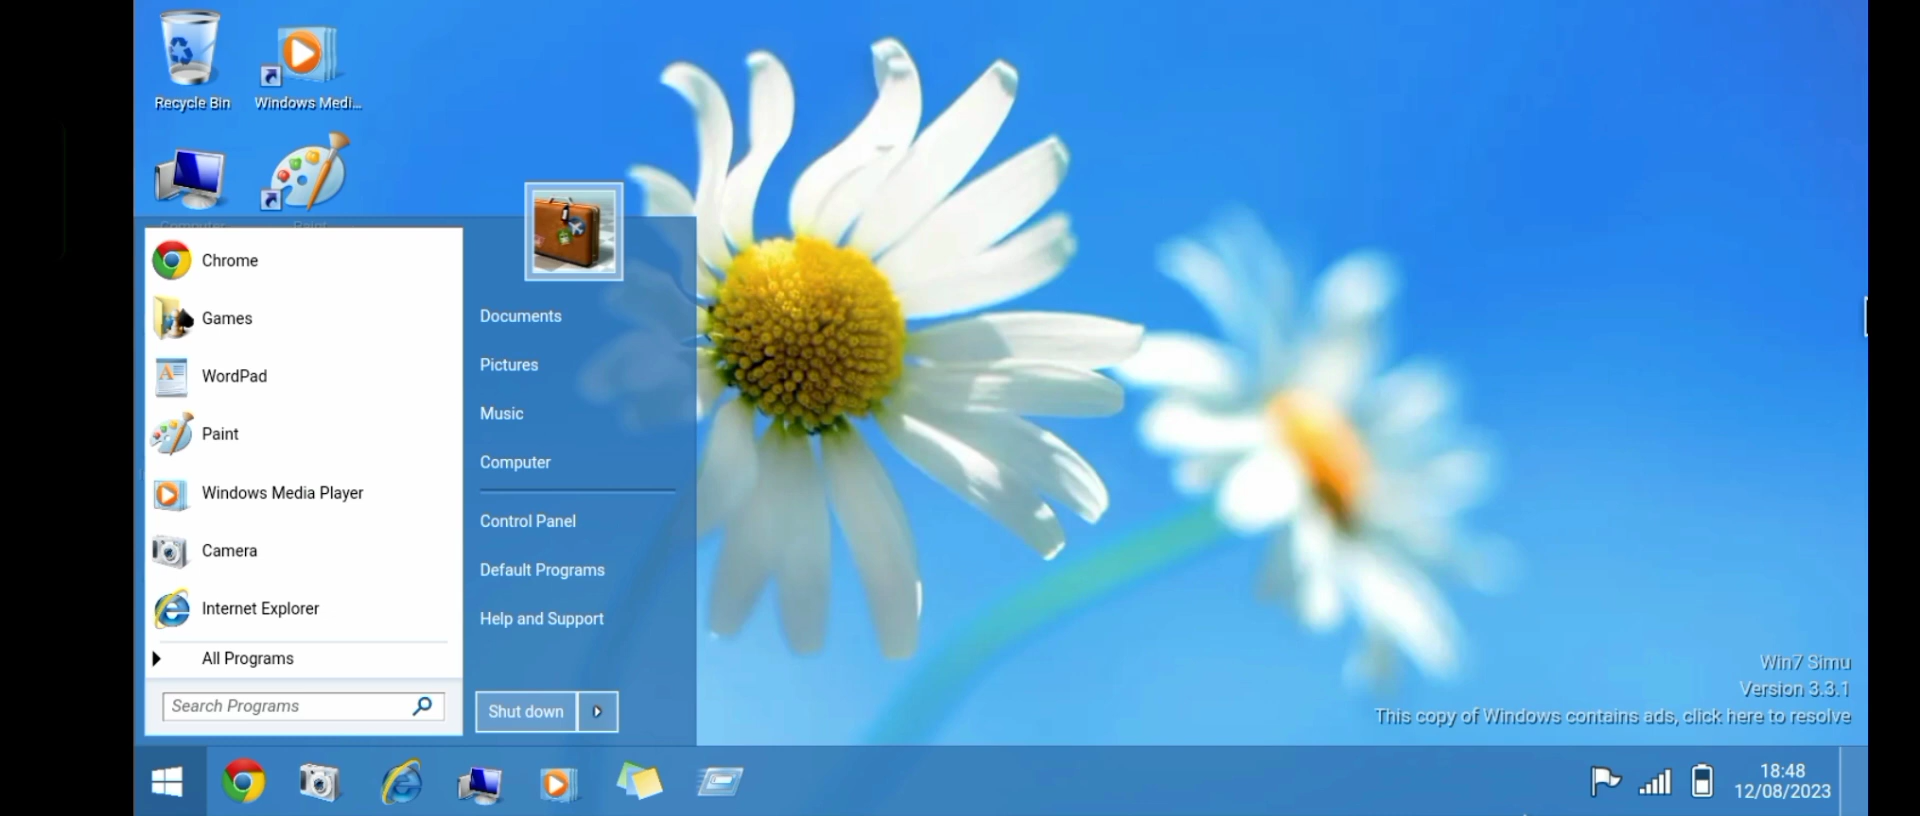 Recycle Bin
Windows Medi...
Chrome
Games
WordPad
Paint
Windows Media Player
Camera
Internet Explorer
All Programs
Search Programs
Documents
Pictures
Music
Computer
Control Panel
Default Programs
Help and Support
Shut down
Win7 Simu
Version 3.3.1
This copy of Windows contains ads, click here to resolve
18:48
12/08/2023